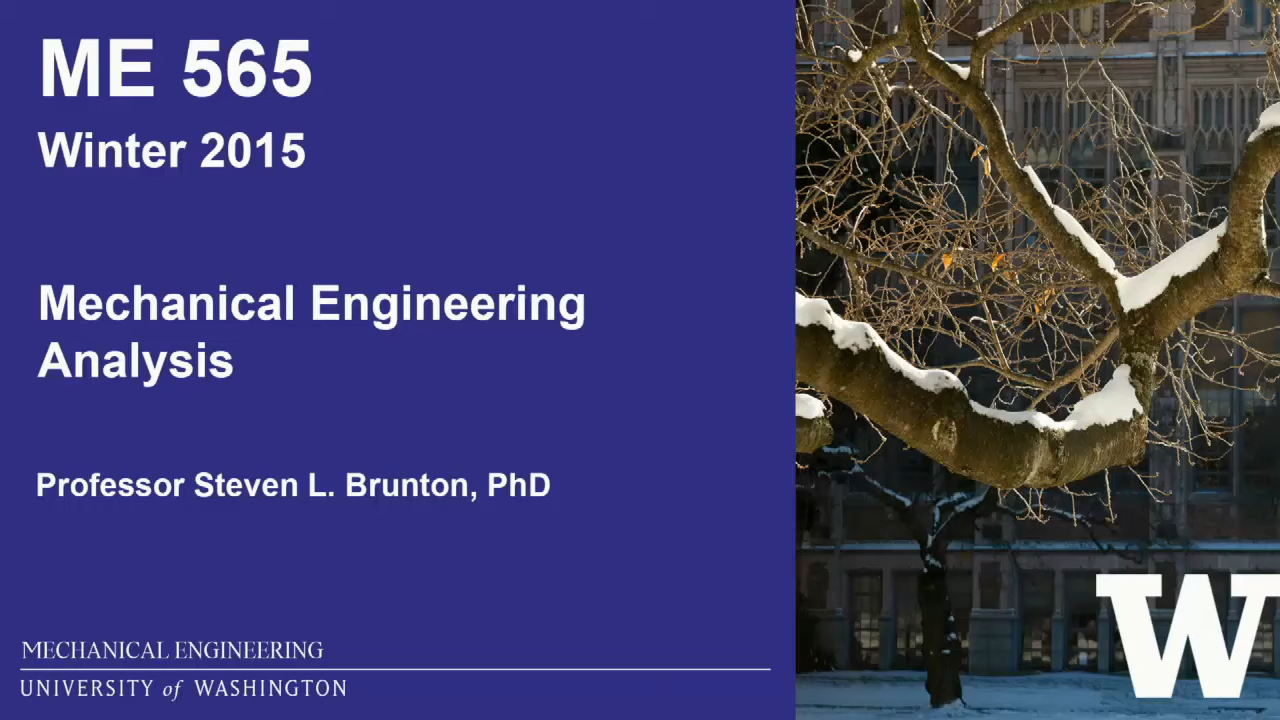 ME 565
Winter 2015
Mechanical Engineering
Analysis
Professor Steven L. Brunton, PhD
MECHANICAL ENGINEERING
UNIVERSITY of WASHINGTON
W